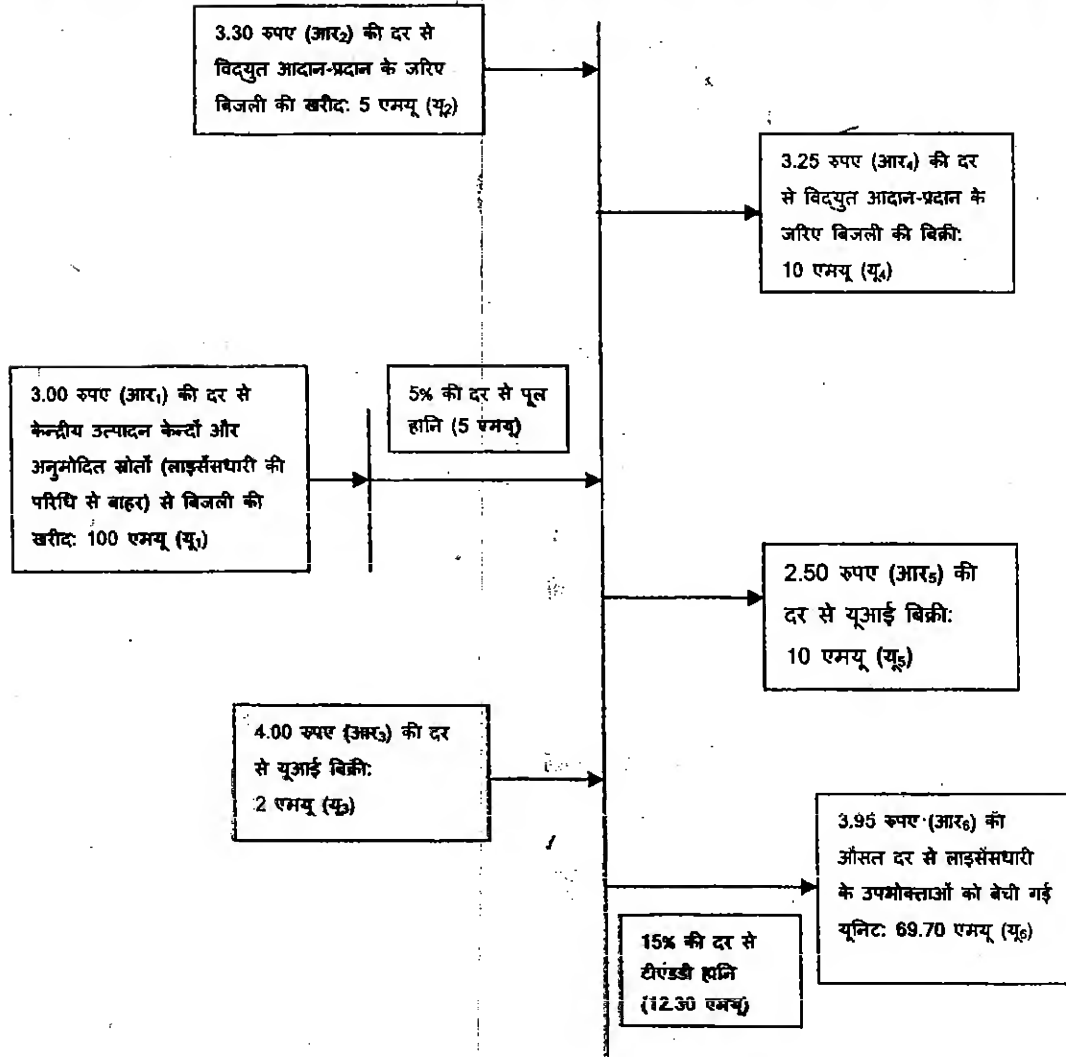 3.30 रुपए (आर₂) की दर से
विद्युत आदान-प्रदान के जरिए
बिजली की खरीद: 5 एमयू (यू₂)
3.25 रुपए (आर₄) की दर
से विद्युत आदान-प्रदान के
जरिए बिजली की बिक्री:
10 एमयू (यू₄)
3.00 रुपए (आर₁) की दर से
केन्द्रीय उत्पादन केन्दों और
अनुमोदित स्रोतों (लाइसेंसधारी की
परिधि से बाहर) से बिजली की
खरीद: 100 एमयू (यू₁)
5% की दर से पूल
हानि (5 एमयू)
2.50 रुपए (आर₅) की
दर से यूआई बिक्री:
10 एमयू (यू₅)
4.00 रुपए (आर₃) की दर
से यूआई बिक्री:
2 एमयू (यू₃)
3.95 रुपए (आर₆) की
औसत दर से लाइसेंसधारी
के उपभोक्ताओं को बेची गई
यूनिट: 69.70 एमयू (यू₆)
15% की दर से
टीएंडडी हानि
(12.30 एमयू)